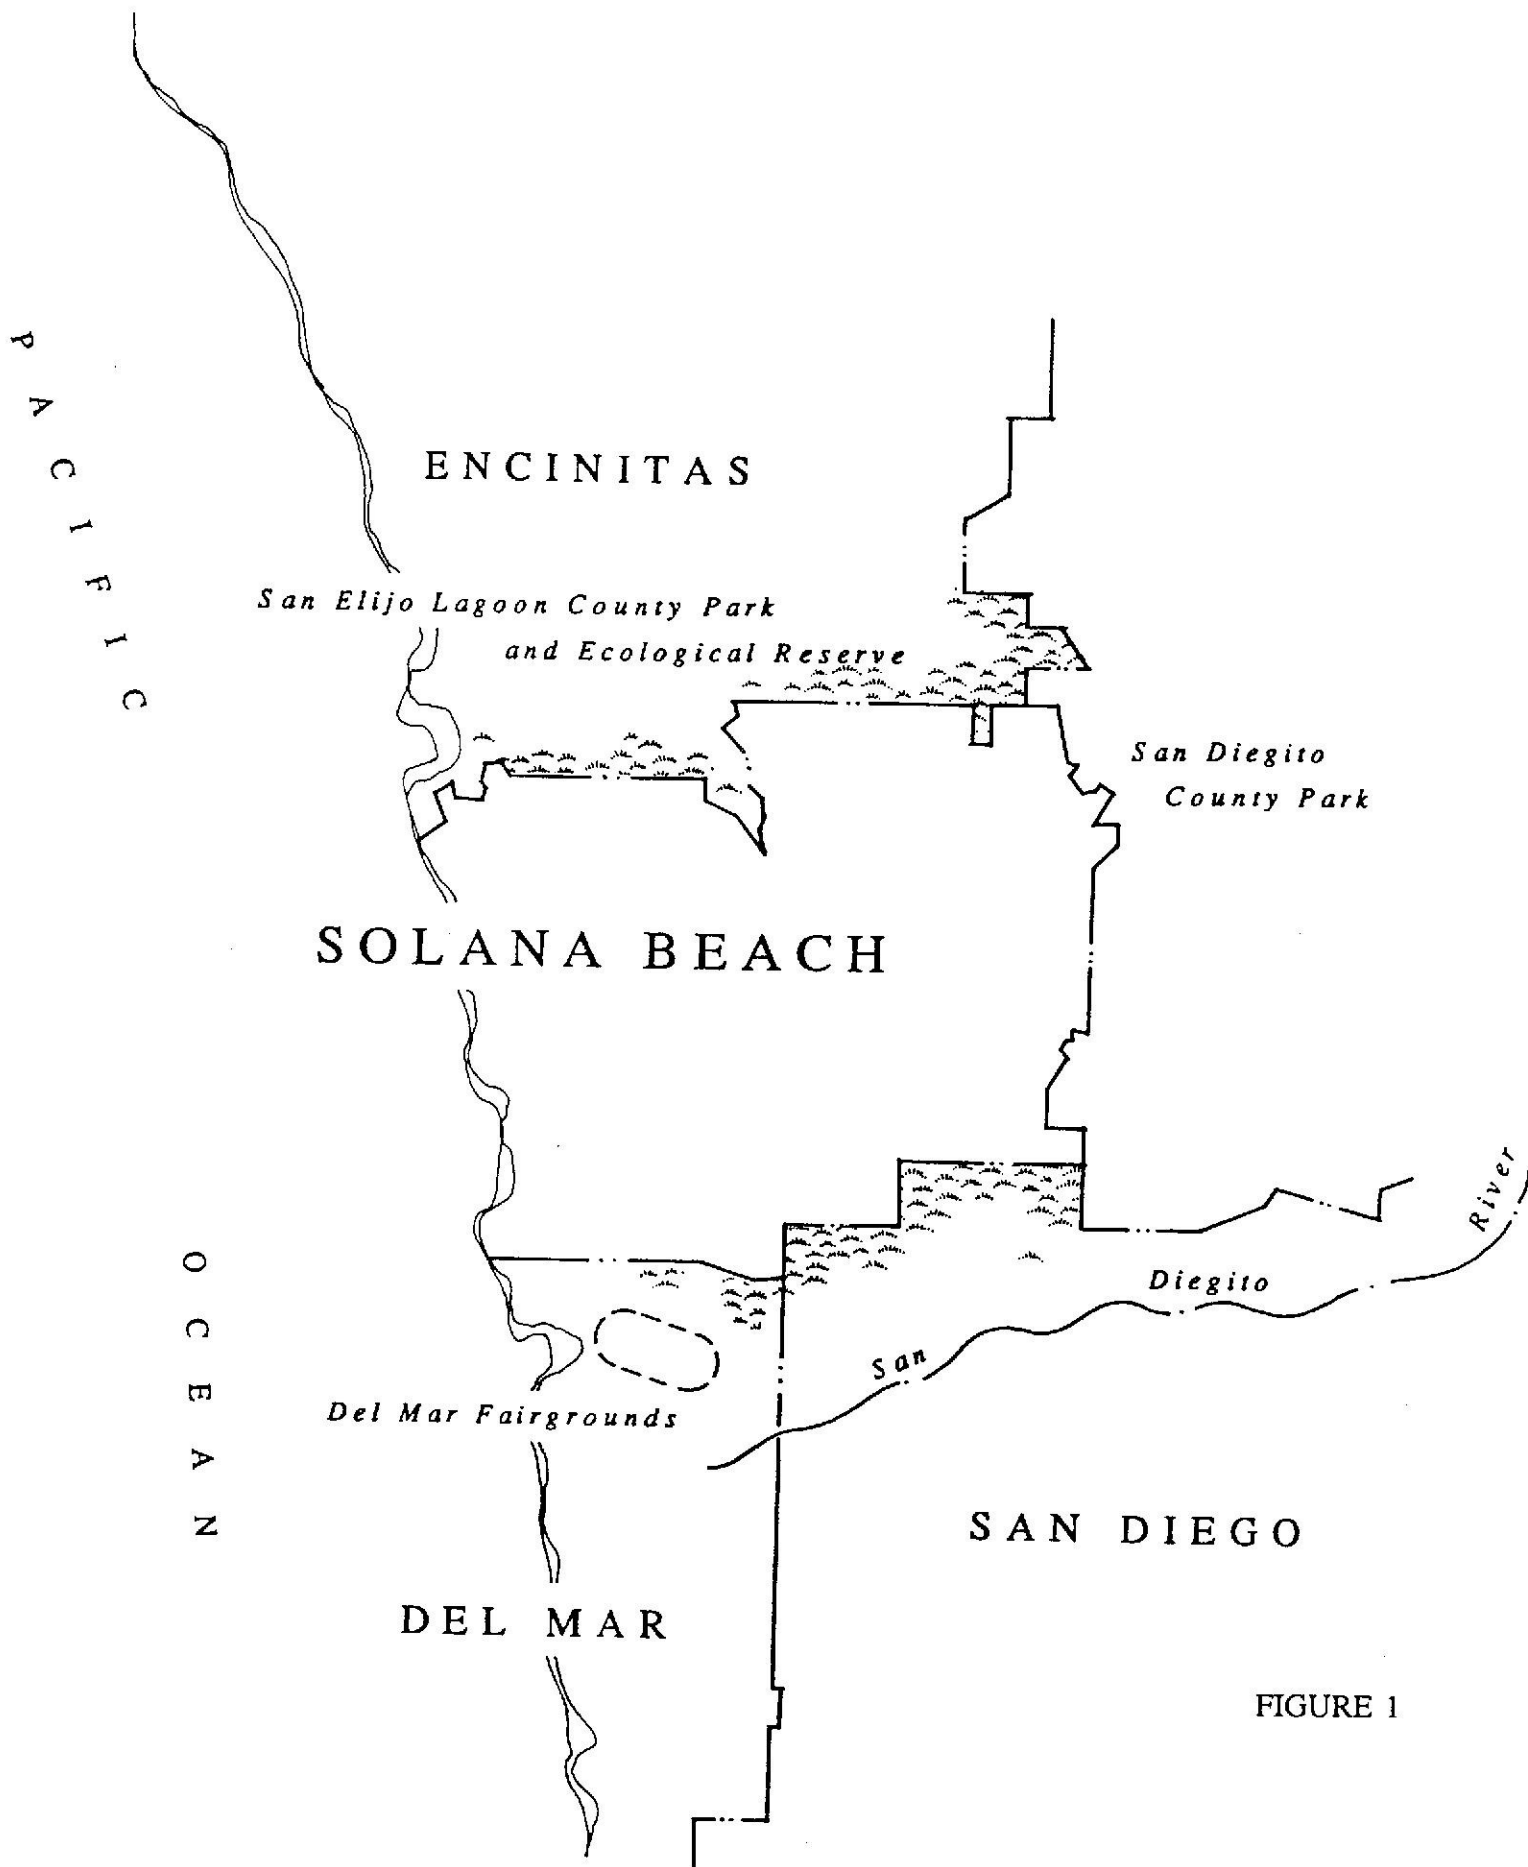 PACIFIC
ENCINITAS
San Elijo Lagoon County Park
and Ecological Reserve
San Diegito
County Park
SOLANA BEACH
OCEAN
River
Diegito
San
Del Mar Fairgrounds
SAN DIEGO
DEL MAR
FIGURE 1